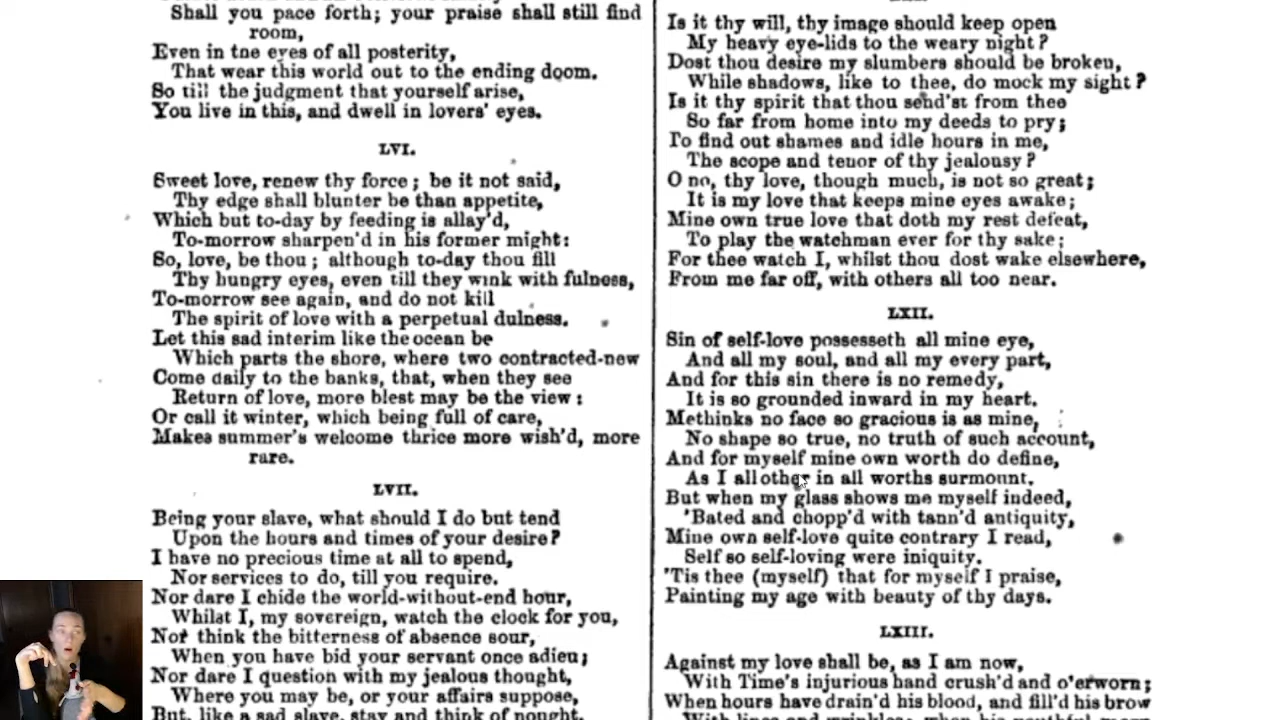 Shall you pace forth; your praise shall still find
room,
Even in tne eyes of all posterity,
That wear this world out to the ending doom.
So till the judgment that yourself arise,
You live in this, and dwell in lovers' eyes.
LVI.
Sweet love, renew thy force; be it not said,
Thy edge shall blunter be than appetite,
Which but to-day by feeding is allay'd,
To-morrow sharpen'd in his former might:
So, love, be thou; although to-day thou fill
Thy hungry eyes, even till they wink with fulness,
To-morrow see again, and do not kill
The spirit of love with a perpetual dulness.
Let this sad interim like the ocean be
Which parts the shore, where two contracted-new
Come daily to the banks, that, when they see
Return of love, more blest may be the view:
Or call it winter, which being full of care,
Makes summer's welcome thrice more wish'd, more
rare.
LVII.
Being your slave, what should I do but tend
Upon the hours and times of your desire?
I have no precious time at all to spend,
Nor services to do, till you require.
Nor dare I chide the world-without-end hour,
Whilst I, my sovereign, watch the clock for you,
Not think the bitterness of absence sour,
When you have bid your servant once adieu;
Nor dare I question with my jealous thought,
Where you may be, or your affairs suppose,
But, like a sad slave, stay and think of nought,
Is it thy will, thy image should keep open
My heavy eye-lids to the weary night?
Dost thou desire my slumbers should be broken,
While shadows, like to thee, do mock my sight?
Is it thy spirit that thou send'st from thee
So far from home into my deeds to pry;
To find out shames and idle hours in me,
The scope and tenor of thy jealousy?
O no, thy love, though much, is not so great;
It is my love that keeps mine eyes awake;
Mine own true love that doth my rest defeat,
To play the watchman ever for thy sake;
For thee watch I, whilst thou dost wake elsewhere,
From me far off, with others all too near.
LXII.
Sin of self-love possesseth all mine eye,
And all my soul, and all my every part,
And for this sin there is no remedy,
It is so grounded inward in my heart.
Methinks no face so gracious is as mine,
No shape so true, no truth of such account,
And for myself mine own worth do define,
As I all other in all worths surmount.
But when my glass shows me myself indeed,
'Bated and chopp'd with tann'd antiquity,
Mine own self-love quite contrary I read,
Self so self-loving were iniquity.
'Tis thee (myself) that for myself I praise,
Painting my age with beauty of thy days.
LXIII.
Against my love shall be, as I am now,
With Time's injurious hand crush'd and o'erworn;
When hours have drain'd his blood, and fill'd his brow